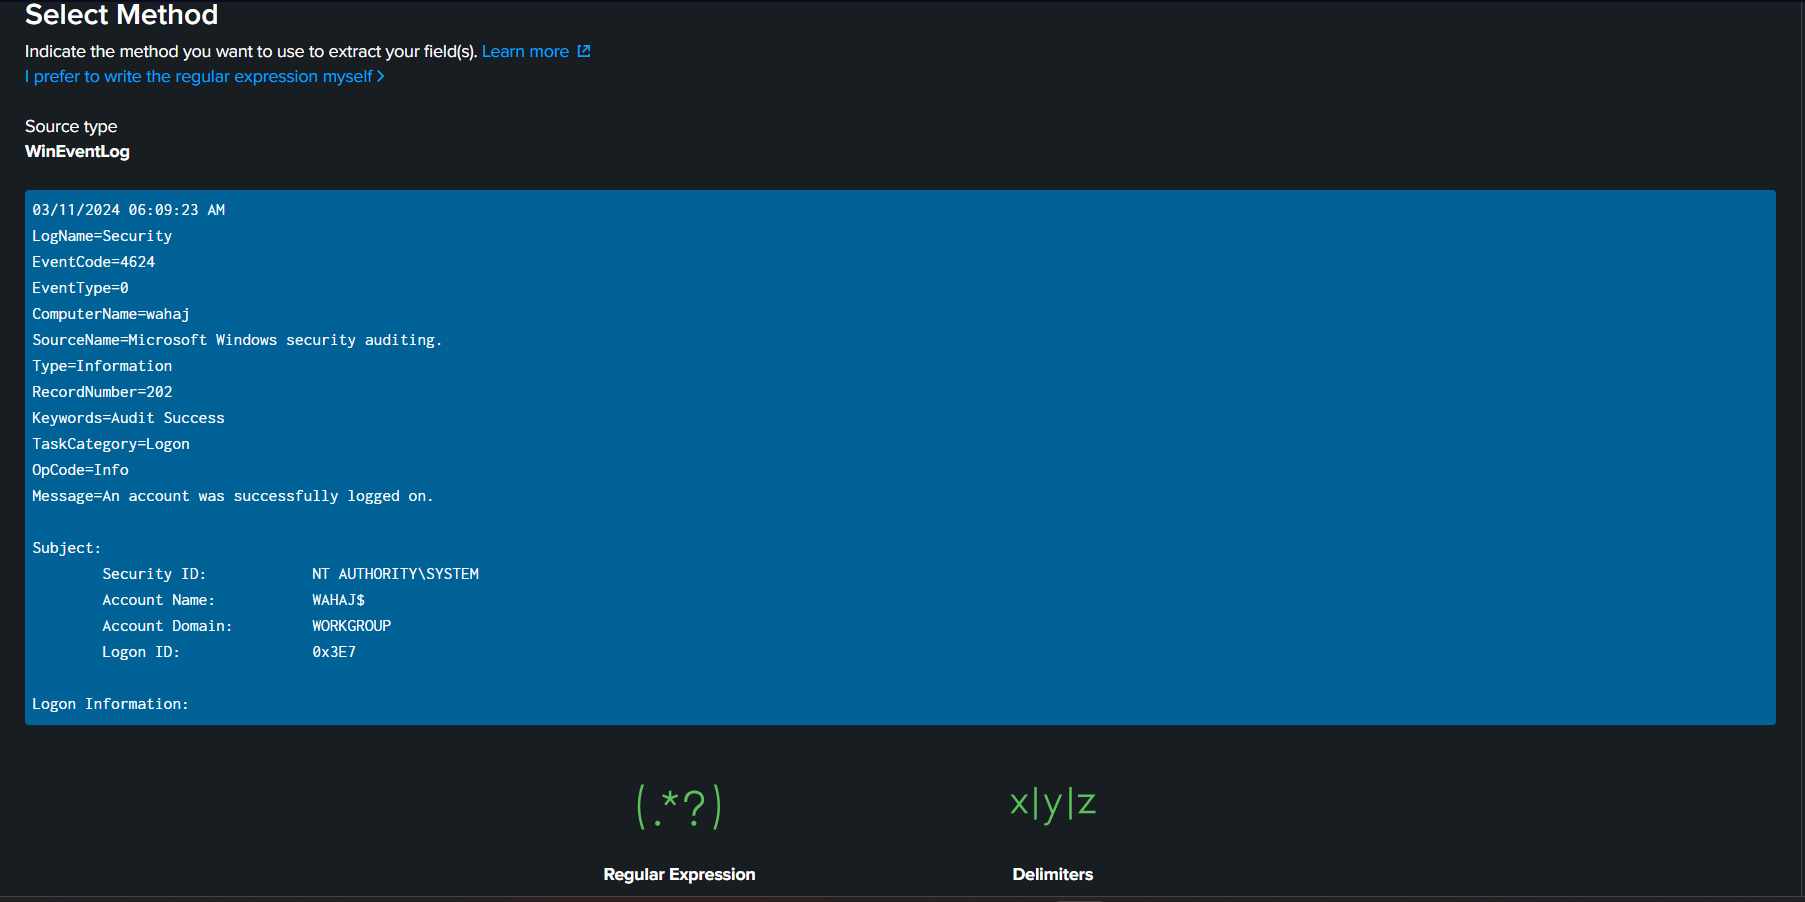 Select Method
Indicate the method you want to use to extract your field(s). Learn more
I prefer to write the regular expression myself >
Source type
WinEventLog
03/11/2024 06:09:23 AM
LogName=Security
EventCode=4624
EventType=0
ComputerName=wahaj
SourceName=Microsoft Windows security auditing.
Type=Information
RecordNumber=202
Keywords=Audit Success
TaskCategory=Logon
OpCode=Info
Message=An account was successfully logged on.
Subject:
Security ID: NT AUTHORITY\SYSTEM
Account Name: WAHAJ$
Account Domain: WORKGROUP
Logon ID: 0x3E7
Logon Information:
(.*?) x|y|z
Regular Expression Delimiters